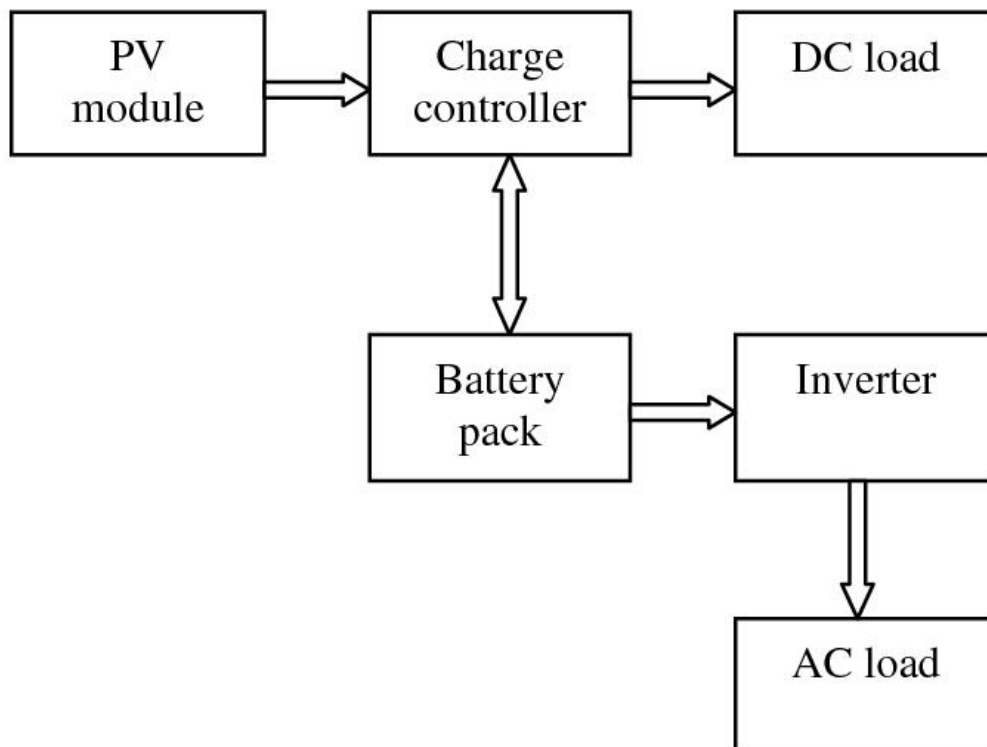 PV
module
Charge
controller
DC load
Battery
pack
Inverter
AC load